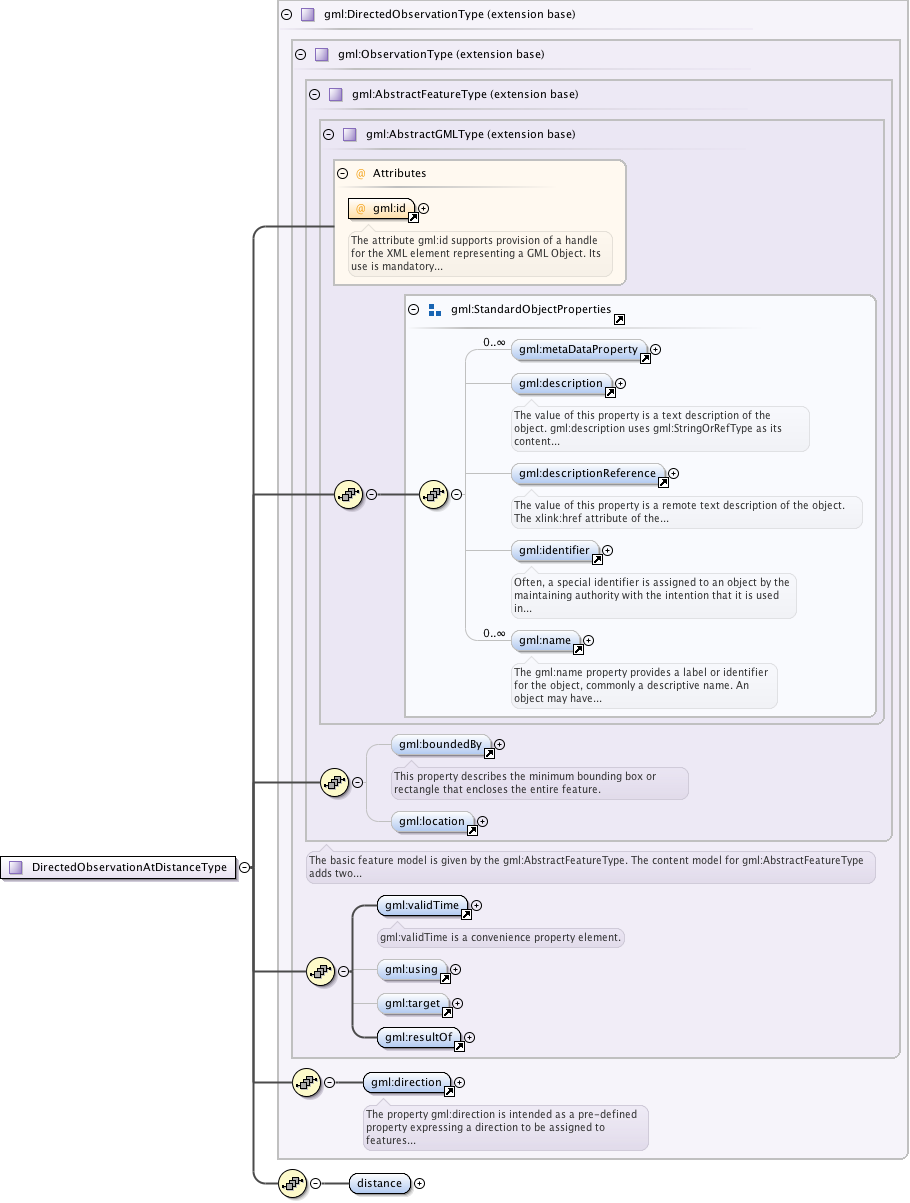 gml:DirectedObservationType (extension base)
gml:ObservationType (extension base)
gml:AbstractFeatureType (extension base)
gml:AbstractGMLType (extension base)
@ Attributes
@ gml:id
The attribute gml:id supports provision of a handle
for the XML element representing a GML Object. Its
use is mandatory...
gml:StandardObjectProperties
0..∞
gml:metaDataProperty
gml:description
The value of this property is a text description of the
object. gml:description uses gml:StringOrRefType as its
content...
gml:descriptionReference
The value of this property is a remote text description of the object.
The xlink:href attribute of the...
gml:identifier
Often, a special identifier is assigned to an object by the
maintaining authority with the intention that it is used
in...
0..∞
gml:name
The gml:name property provides a label or identifier
for the object, commonly a descriptive name. An
object may have...
gml:boundedBy
This property describes the minimum bounding box or
rectangle that encloses the entire feature.
gml:location
The basic feature model is given by the gml:AbstractFeatureType. The content model for gml:AbstractFeatureType
adds two...
DirectedObservationAtDistanceType
gml:validTime
gml:validTime is a convenience property element.
gml:using
gml:target
gml:resultOf
gml:direction
The property gml:direction is intended as a pre-defined
property expressing a direction to be assigned to
features...
distance